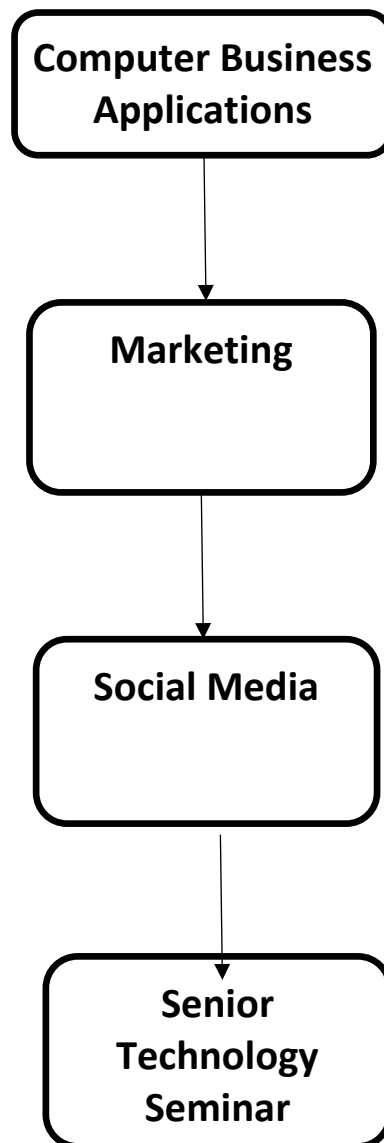 Computer Business
Applications
Marketing
Social Media
Senior
Technology
Seminar